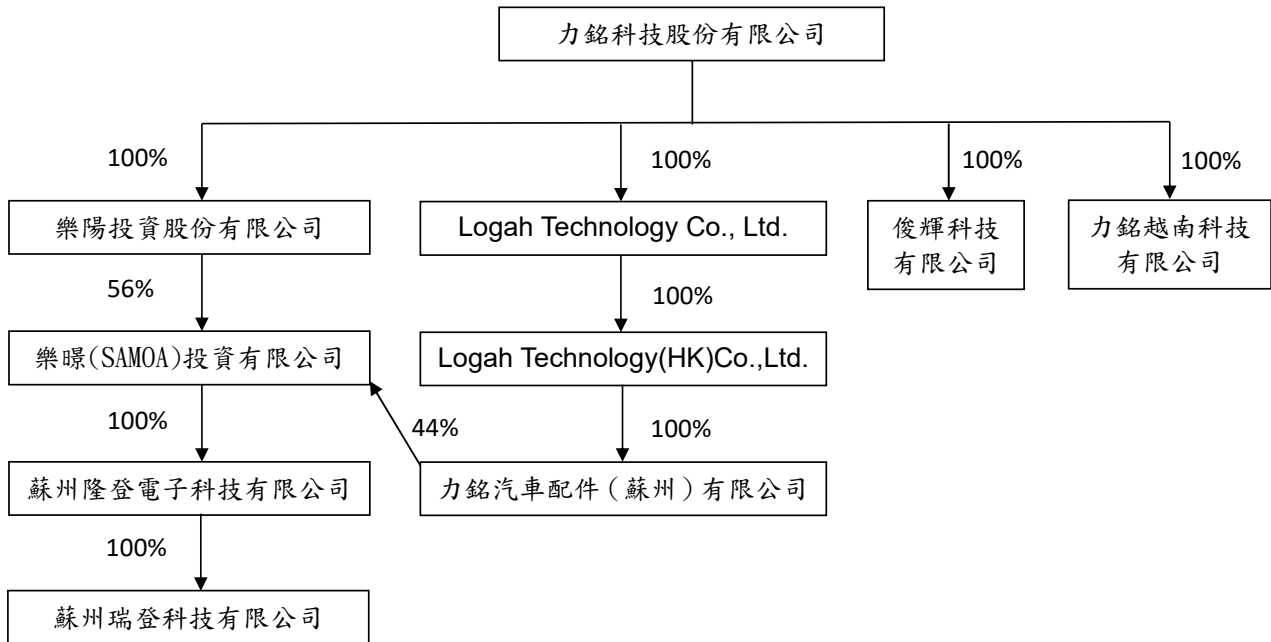 力銘科技股份有限公司
100%
100%
100%
100%
樂陽投資股份有限公司
Logah Technology Co., Ltd.
俊輝科技
有限公司
力銘越南科技
有限公司
56%
100%
樂暻(SAMOA)投資有限公司
Logah Technology(HK)Co.,Ltd.
100%
44%
100%
蘇州隆登電子科技有限公司
力銘汽車配件（蘇州）有限公司
100%
蘇州瑞登科技有限公司